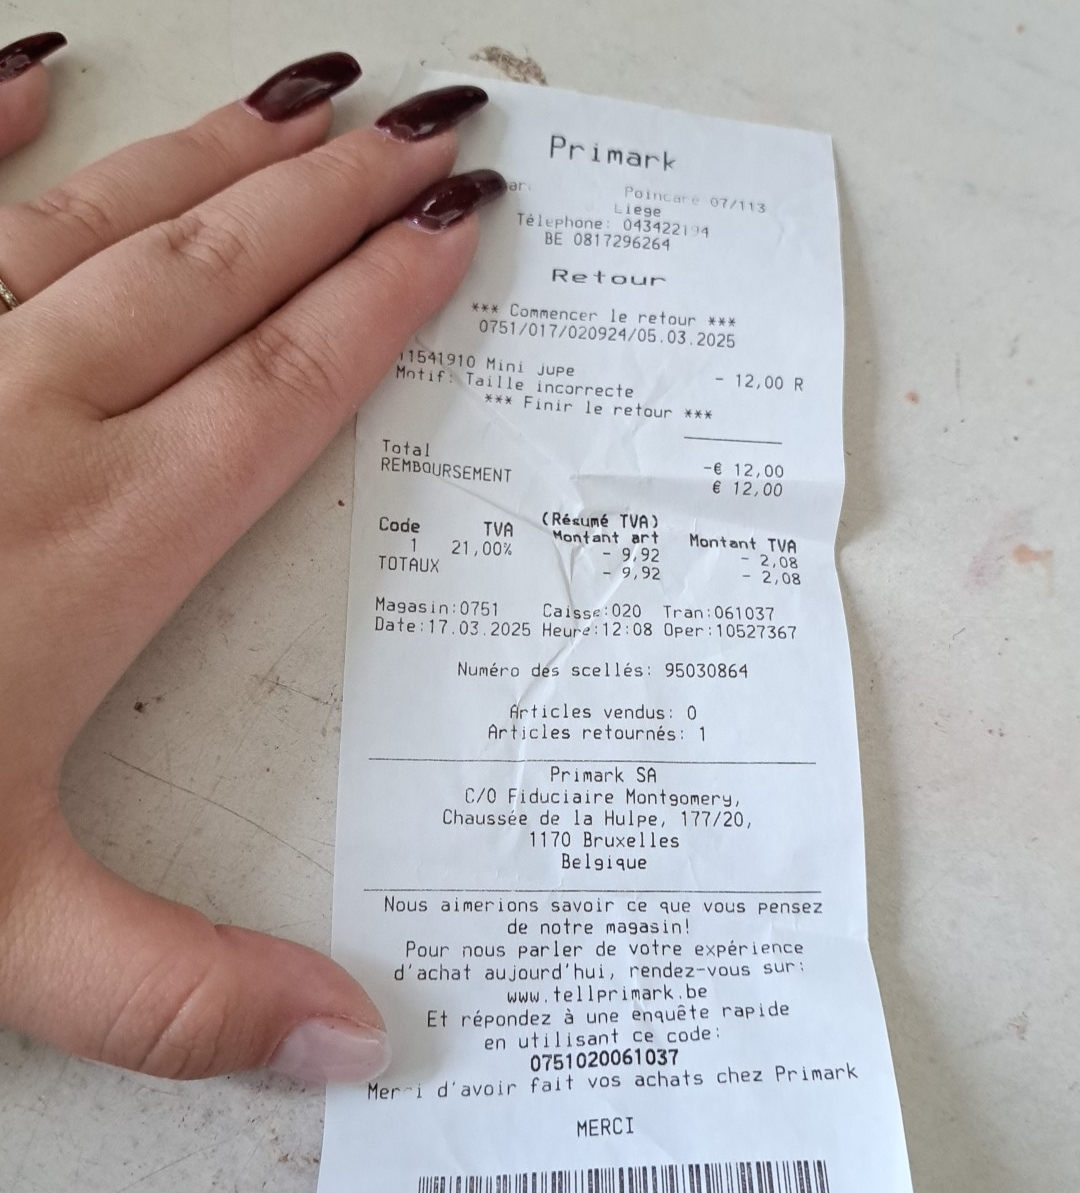 Primark
Poincare 07/113
Liege
Télephone: 043422194
BE 0817296264
Retour
*** Commencer le retour ***
0751/017/020924/05.03.2025
11541910 Mini jupe - 12,00 R
Motif: Taille incorrecte
*** Finir le retour ***
Total -€ 12,00
REMBOURSEMENT € 12,00
(Résumé TVA)
Code TVA Montant art Montant TVA
1 21,00% - 9,92 - 2,08
TOTAUX - 9,92 - 2,08
Magasin:0751 Caisse:020 Tran:061037
Date:17.03.2025 Heure:12:08 Oper:10527367
Numéro des scellés: 95030864
Articles vendus: 0
Articles retournés: 1
Primark SA
C/O Fiduciaire Montgomery,
Chaussée de la Hulpe, 177/20,
1170 Bruxelles
Belgique
Nous aimerions savoir ce que vous pensez
de notre magasin!
Pour nous parler de votre expérience
d'achat aujourd'hui, rendez-vous sur:
www.tellprimark.be
Et répondez à une enquête rapide
en utilisant ce code:
0751020061037
Merci d'avoir fait vos achats chez Primark
MERCI